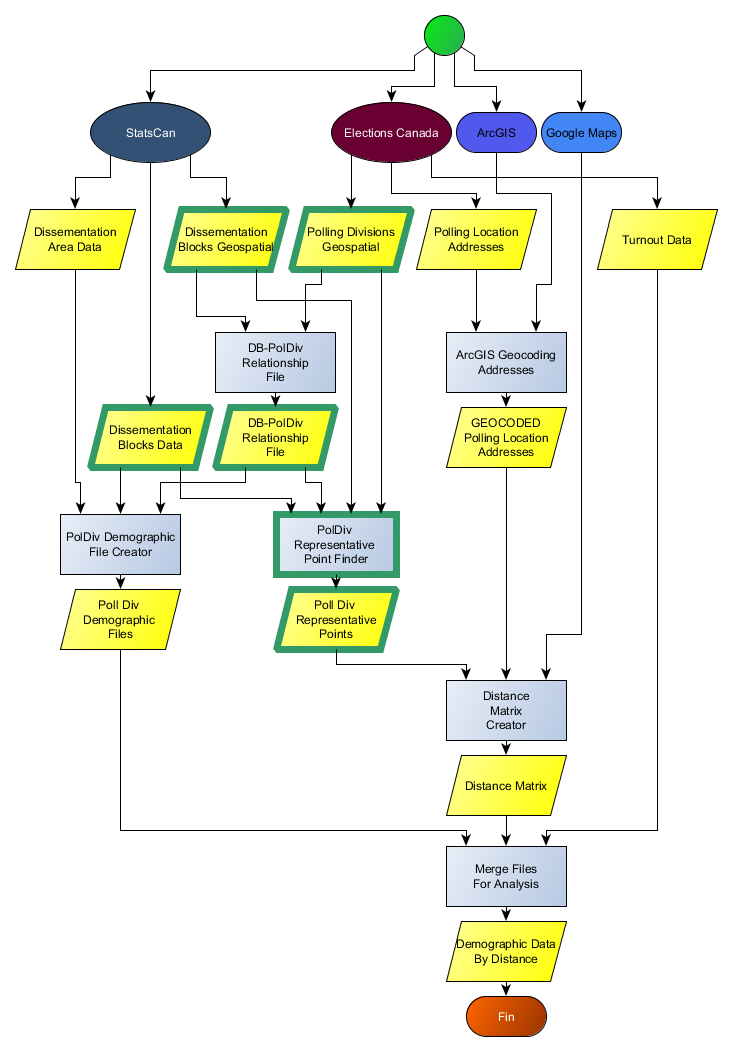 StatsCan
Elections Canada
ArcGIS
Google Maps
Dissementation
Area Data
Dissementation
Blocks Geospatial
Polling Divisions
Geospatial
Polling Location
Addresses
Turnout Data
DB-PolDiv
Relationship
File
ArcGIS Geocoding
Addresses
Dissementation
Blocks Data
DB-PolDiv
Relationship
File
GEOCODED
Polling Location
Addresses
PolDiv Demographic
File Creator
PolDiv
Representative
Point Finder
Poll Div
Demographic
Files
Poll Div
Representative
Points
Distance
Matrix
Creator
Distance Matrix
Merge Files
For Analysis
Demographic Data
By Distance
Fin